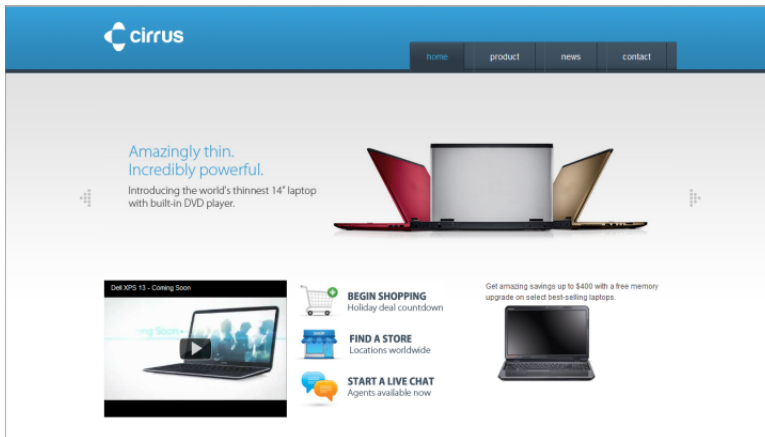 cirrus
home product news contact
Amazingly thin.
Incredibly powerful.
Introducing the world's thinnest 14" laptop
with built-in DVD player.
Dell XPS 13 - Coming Soon
ng Soon
BEGIN SHOPPING
Holiday deal countdown
FIND A STORE
Locations worldwide
START A LIVE CHAT
Agents available now
Get amazing savings up to $400 with a free memory
upgrade on select best-selling laptops.